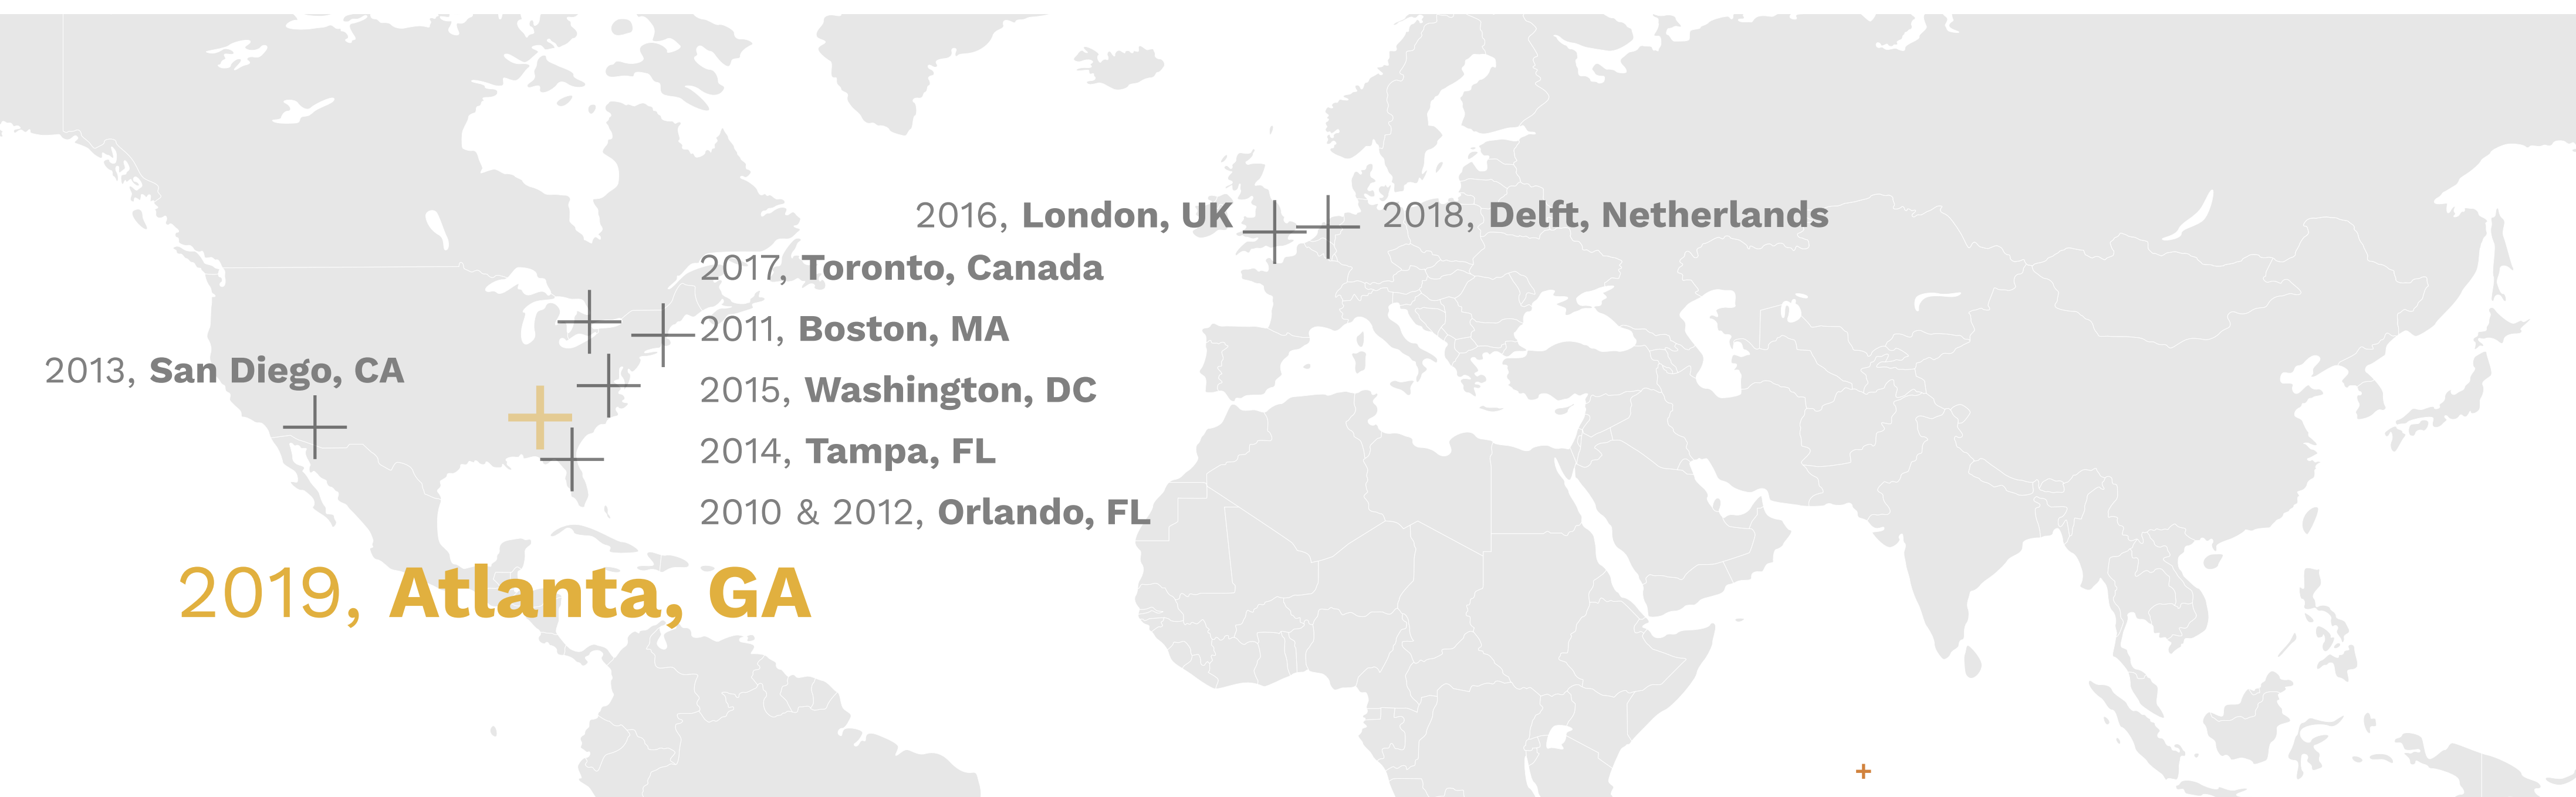 2016, London, UK
2018, Delft, Netherlands
2017, Toronto, Canada
2011, Boston, MA
2013, San Diego, CA
2015, Washington, DC
2014, Tampa, FL
2010 & 2012, Orlando, FL
2019, Atlanta, GA